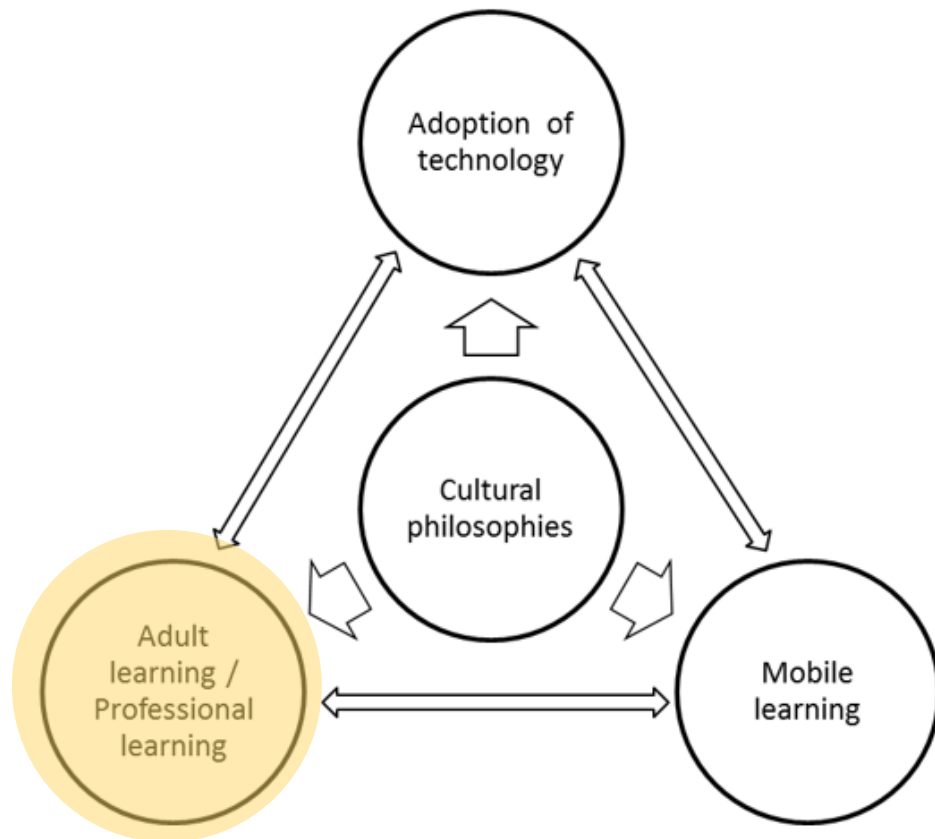 Adoption of
technology
Cultural
philosophies
Adult
learning /
Professional
learning
Mobile
learning